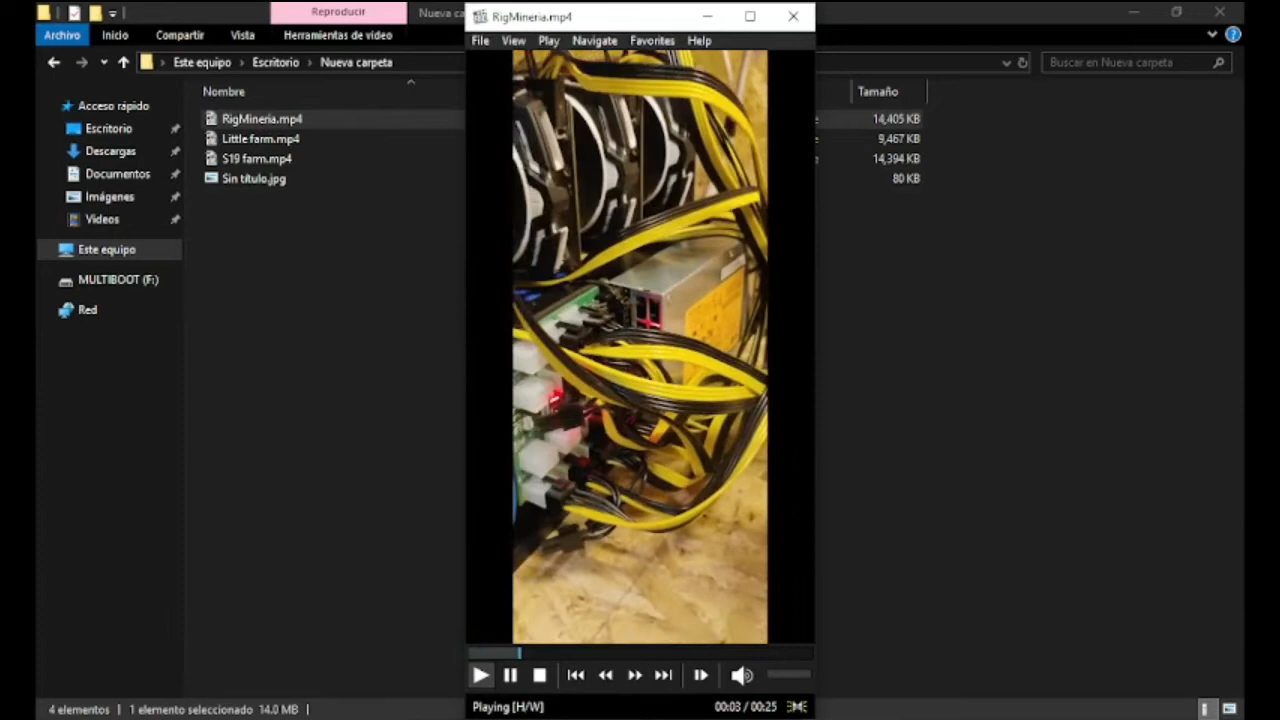 Reproducir
Nueva ca
RigMineria.mp4
Archivo
Inicio
Compartir
Vista
Herramientas de video
File View Play Navigate Favorites Help
Este equipo
Escritorio
Nueva carpeta
Buscar en Nueva carpeta
Nombre
Tamaño
Acceso rápido
Escritorio
Descargas
Documentos
Imágenes
Videos
Este equipo
MULTIBOOT (F:)
Red
RigMineria.mp4
14,405 KB
Little farm.mp4
9,467 KB
S19 farm.mp4
14,394 KB
Sin título.jpg
80 KB
Playing [H/W]
00:03 / 00:25
4 elementos
1 elemento seleccionado 14.0 MB